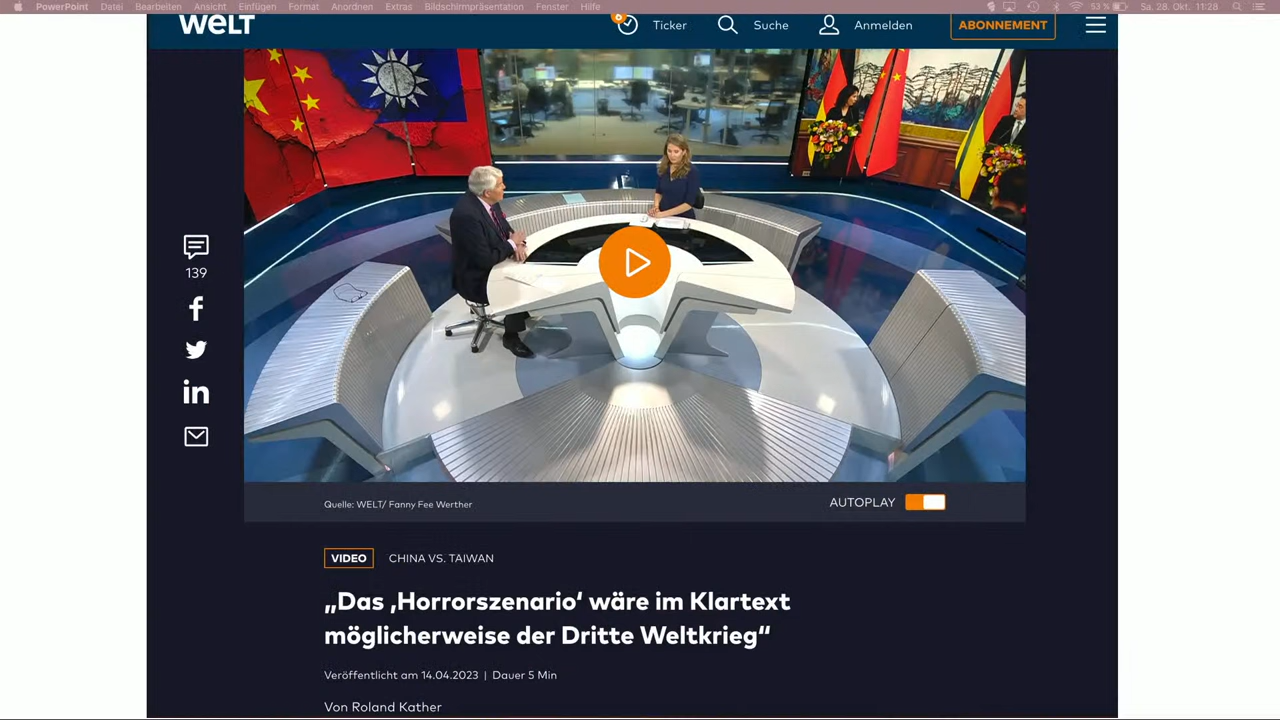 PowerPoint Datei Bearbeiten Ansicht Einfügen Format Anordnen Extras Bildschirmpräsentation Fenster Hilfe 53 % Sa. 28. Okt. 11:28
welt 6 Ticker Suche Anmelden ABONNEMENT
139
Quelle: WELT/ Fanny Fee Werther AUTOPLAY
VIDEO CHINA VS. TAIWAN
„Das ‚Horrorszenario‘ wäre im Klartext
möglicherweise der Dritte Weltkrieg“
Veröffentlicht am 14.04.2023 | Dauer 5 Min
Von Roland Kather